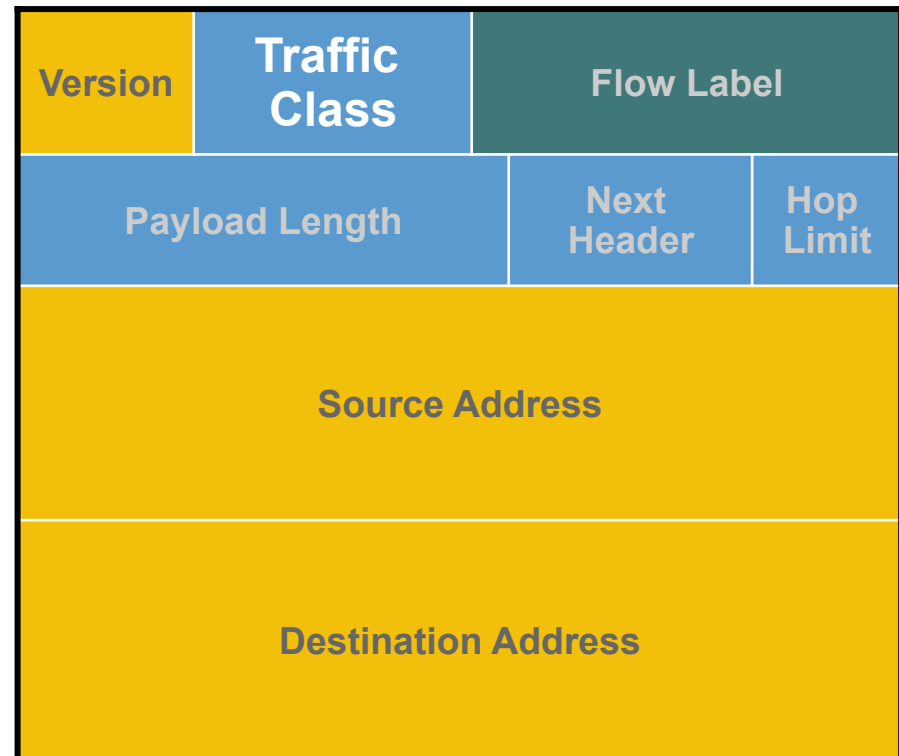 Version
Traffic
Class
Flow Label
Payload Length
Next
Header
Hop
Limit
Source Address
Destination Address